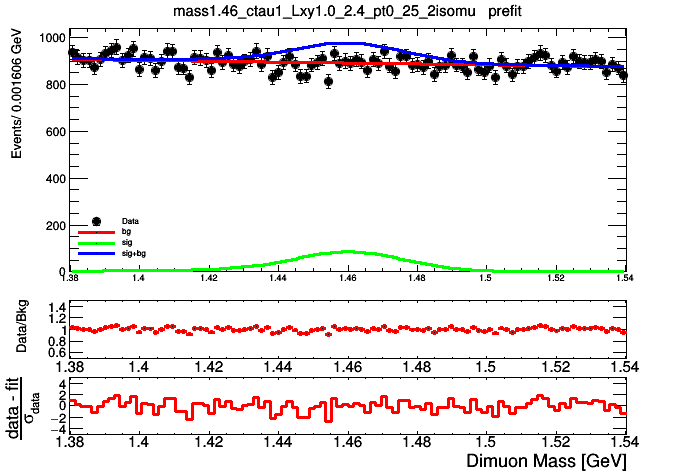 mass1.46_ctau1_Lxy1.0_2.4_pt0_25_2isomu prefit
Events/ 0.001606 GeV
1000
800
600
400
200
0
Data
bg
sig
sig+bg
1.38 1.4 1.42 1.44 1.46 1.48 1.5 1.52 1.54
Data/Bkg
1.4
1.2
1
0.8
0.6
1.38 1.4 1.42 1.44 1.46 1.48 1.5 1.52 1.54
data - fit
σdata
4
2
0
−2
−4
1.38 1.4 1.42 1.44 1.46 1.48 1.5 1.52 1.54
Dimuon Mass [GeV]